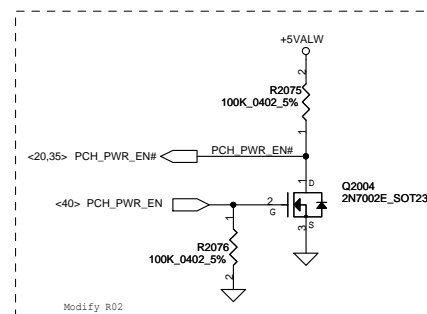 +5VALW
2
R2075
100K_0402_5%
1
<20,35> PCH_PWR_EN# PCH_PWR_EN#
1 D
Q2004
2N7002E_SOT23
<40> PCH_PWR_EN
2
G
S
3
1
R2076
100K_0402_5%
2
Modify R02